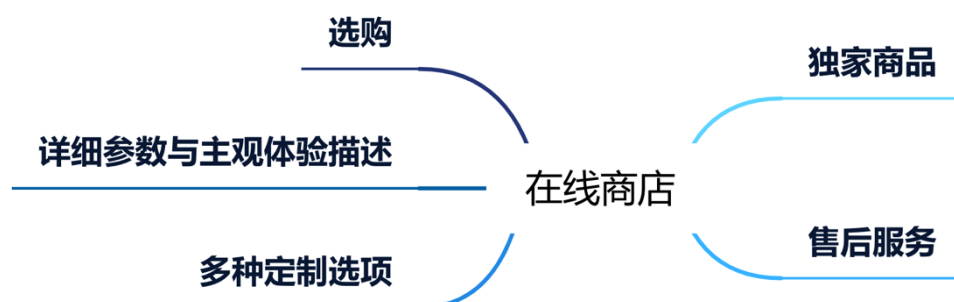 选购
独家商品
详细参数与主观体验描述
在线商店
售后服务
多种定制选项